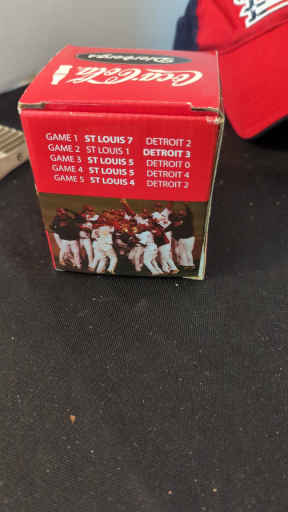 Coca-Cola
Dierbergs
GAME 1 ST LOUIS 7 DETROIT 2
GAME 2 ST LOUIS 1 DETROIT 3
GAME 3 ST LOUIS 5 DETROIT 0
GAME 4 ST LOUIS 5 DETROIT 4
GAME 5 ST LOUIS 4 DETROIT 2